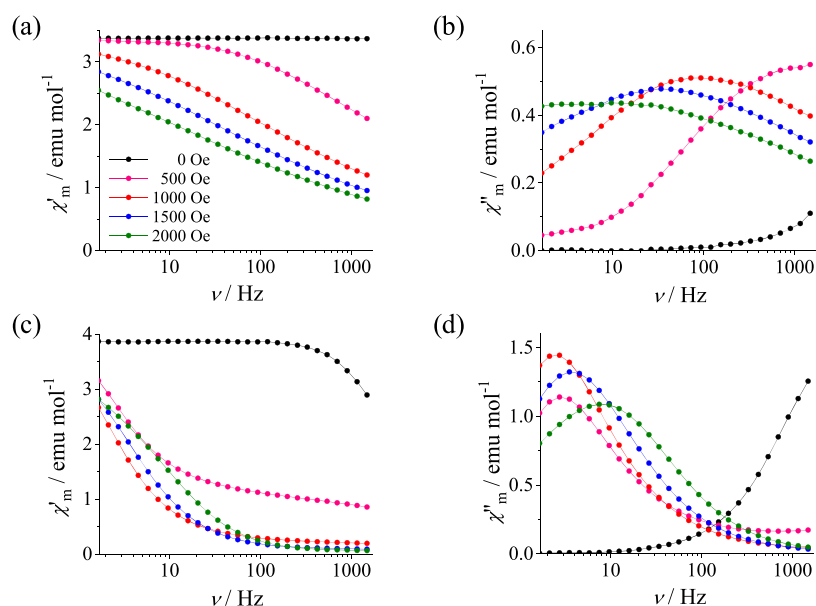 (a)
χ'm / emu mol-1
3
2
1
0
0 Oe
500 Oe
1000 Oe
1500 Oe
2000 Oe
10 100 1000
ν / Hz
(b)
χ''m / emu mol-1
0.6
0.4
0.2
0.0
10 100 1000
ν / Hz
(c)
χ'm / emu mol-1
4
3
2
1
0
10 100 1000
ν / Hz
(d)
χ''m / emu mol-1
1.5
1.0
0.5
0.0
10 100 1000
ν / Hz